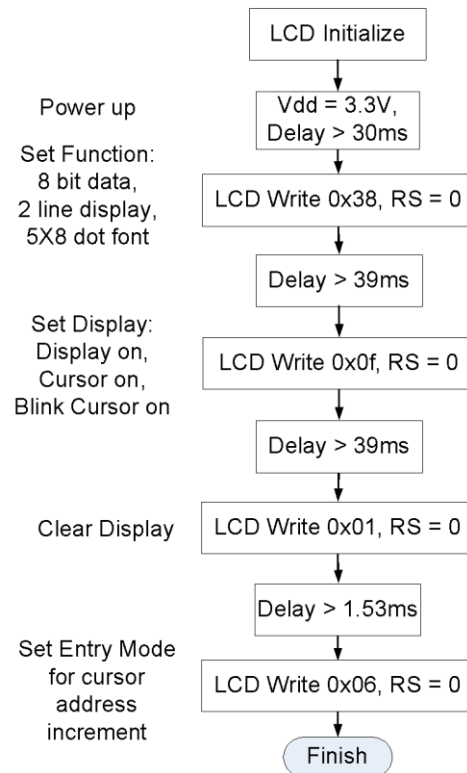 LCD Initialize
Power up
Vdd = 3.3V,
Delay > 30ms
Set Function:
8 bit data,
2 line display,
5X8 dot font
LCD Write 0x38, RS = 0
Delay > 39ms
Set Display:
Display on,
Cursor on,
Blink Cursor on
LCD Write 0x0f, RS = 0
Delay > 39ms
Clear Display
LCD Write 0x01, RS = 0
Delay > 1.53ms
Set Entry Mode
for cursor
address
increment
LCD Write 0x06, RS = 0
Finish